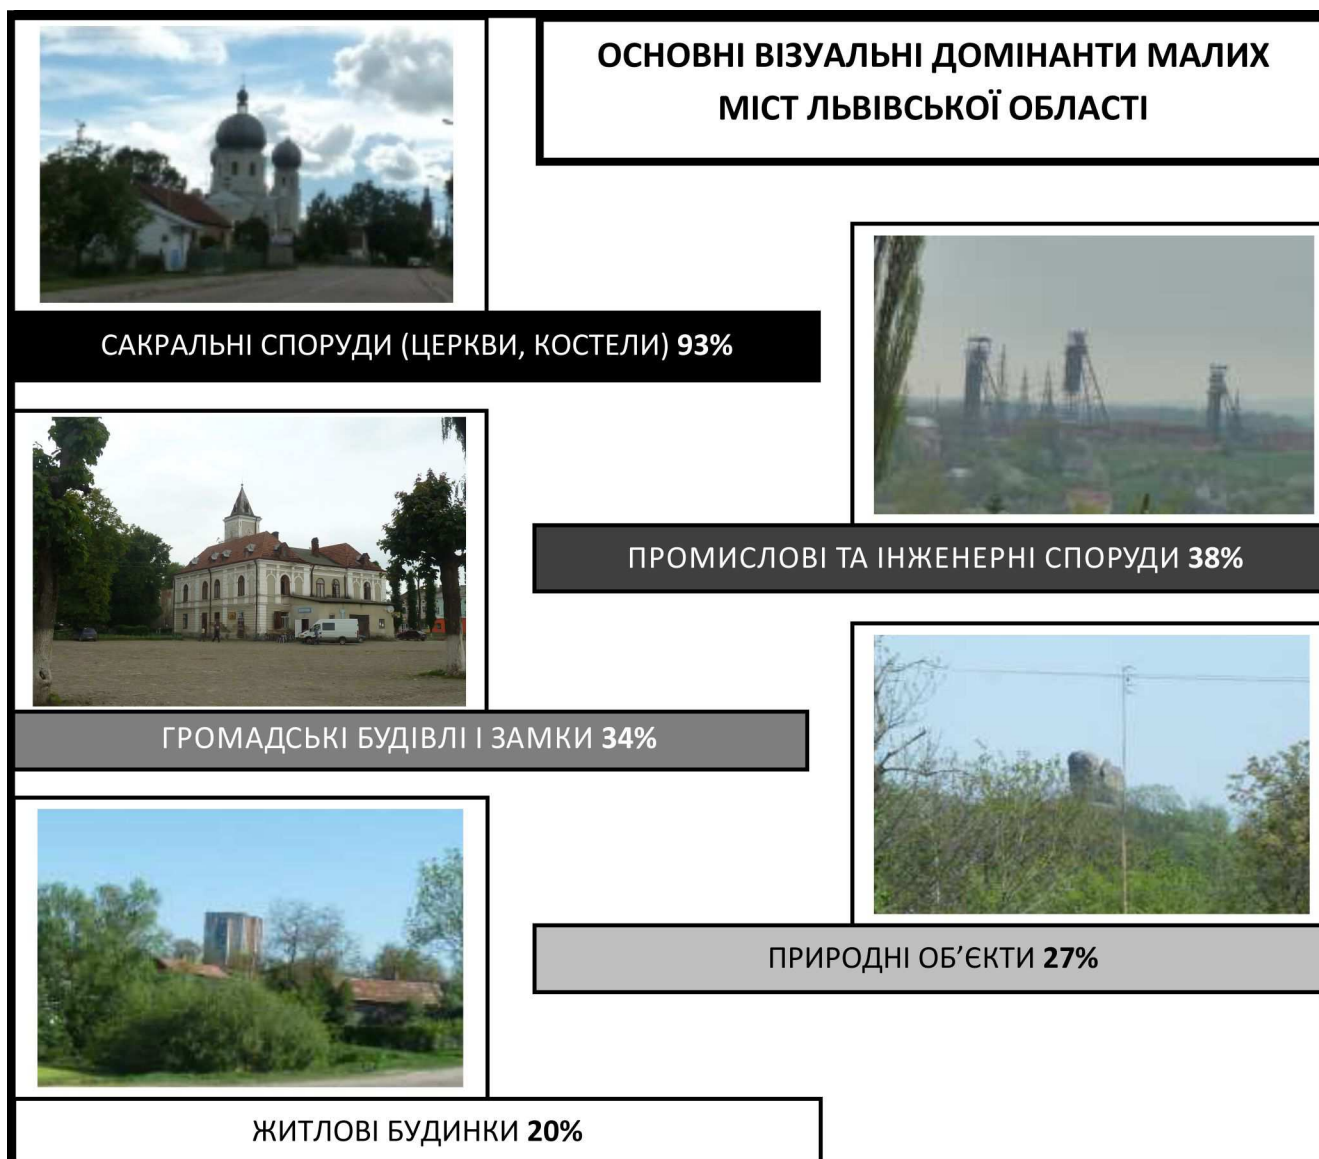 ОСНОВНІ ВІЗУАЛЬНІ ДОМІНАНТИ МАЛИХ
МІСТ ЛЬВІВСЬКОЇ ОБЛАСТІ
САКРАЛЬНІ СПОРУДИ (ЦЕРКВИ, КОСТЕЛИ) 93%
ПРОМИСЛОВІ ТА ІНЖЕНЕРНІ СПОРУДИ 38%
ГРОМАДСЬКІ БУДІВЛІ І ЗАМКИ 34%
ПРИРОДНІ ОБ’ЄКТИ 27%
ЖИТЛОВІ БУДИНКИ 20%